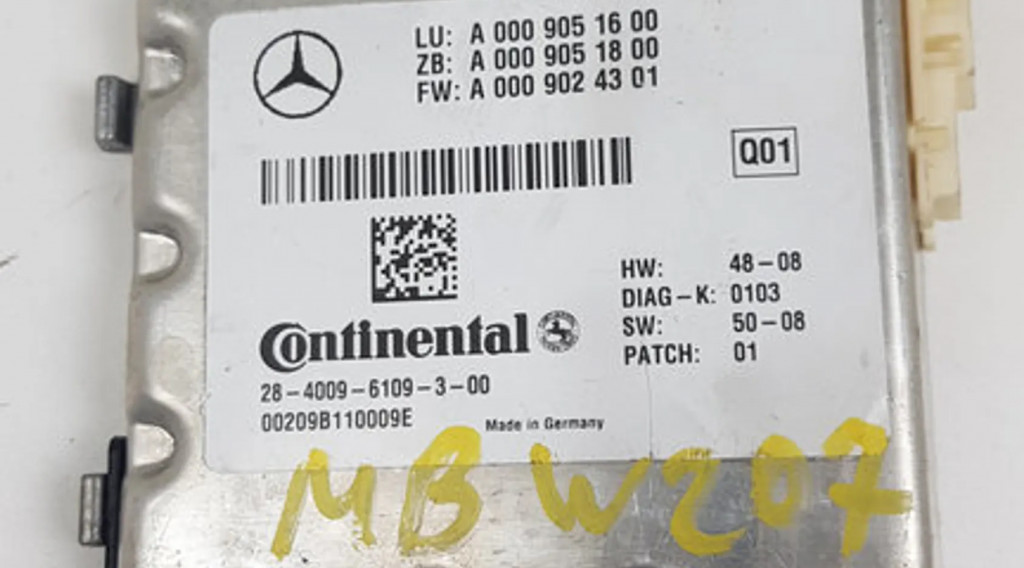 LU: A 000 905 16 00
ZB: A 000 905 18 00
FW: A 000 902 43 01
Q01
HW: 48-08
DIAG-K: 0103
SW: 50-08
PATCH: 01
Continental
28-4009-6109-3-00
00209B110009E
Made in Germany
MB W207